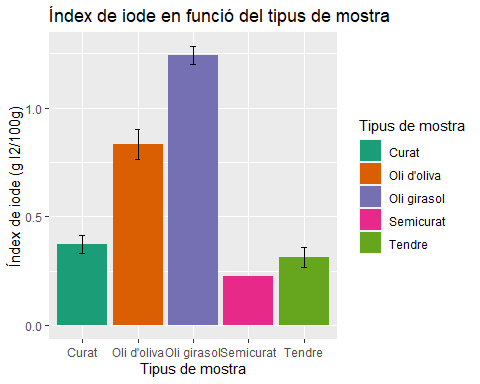 Índex de iode en funció del tipus de mostra
Índex de iode (g I2/100g)
1.0
0.5
0.0
Curat Oli d'oliva Oli girasol Semicurat Tendre
Tipus de mostra
Tipus de mostra
Curat
Oli d'oliva
Oli girasol
Semicurat
Tendre